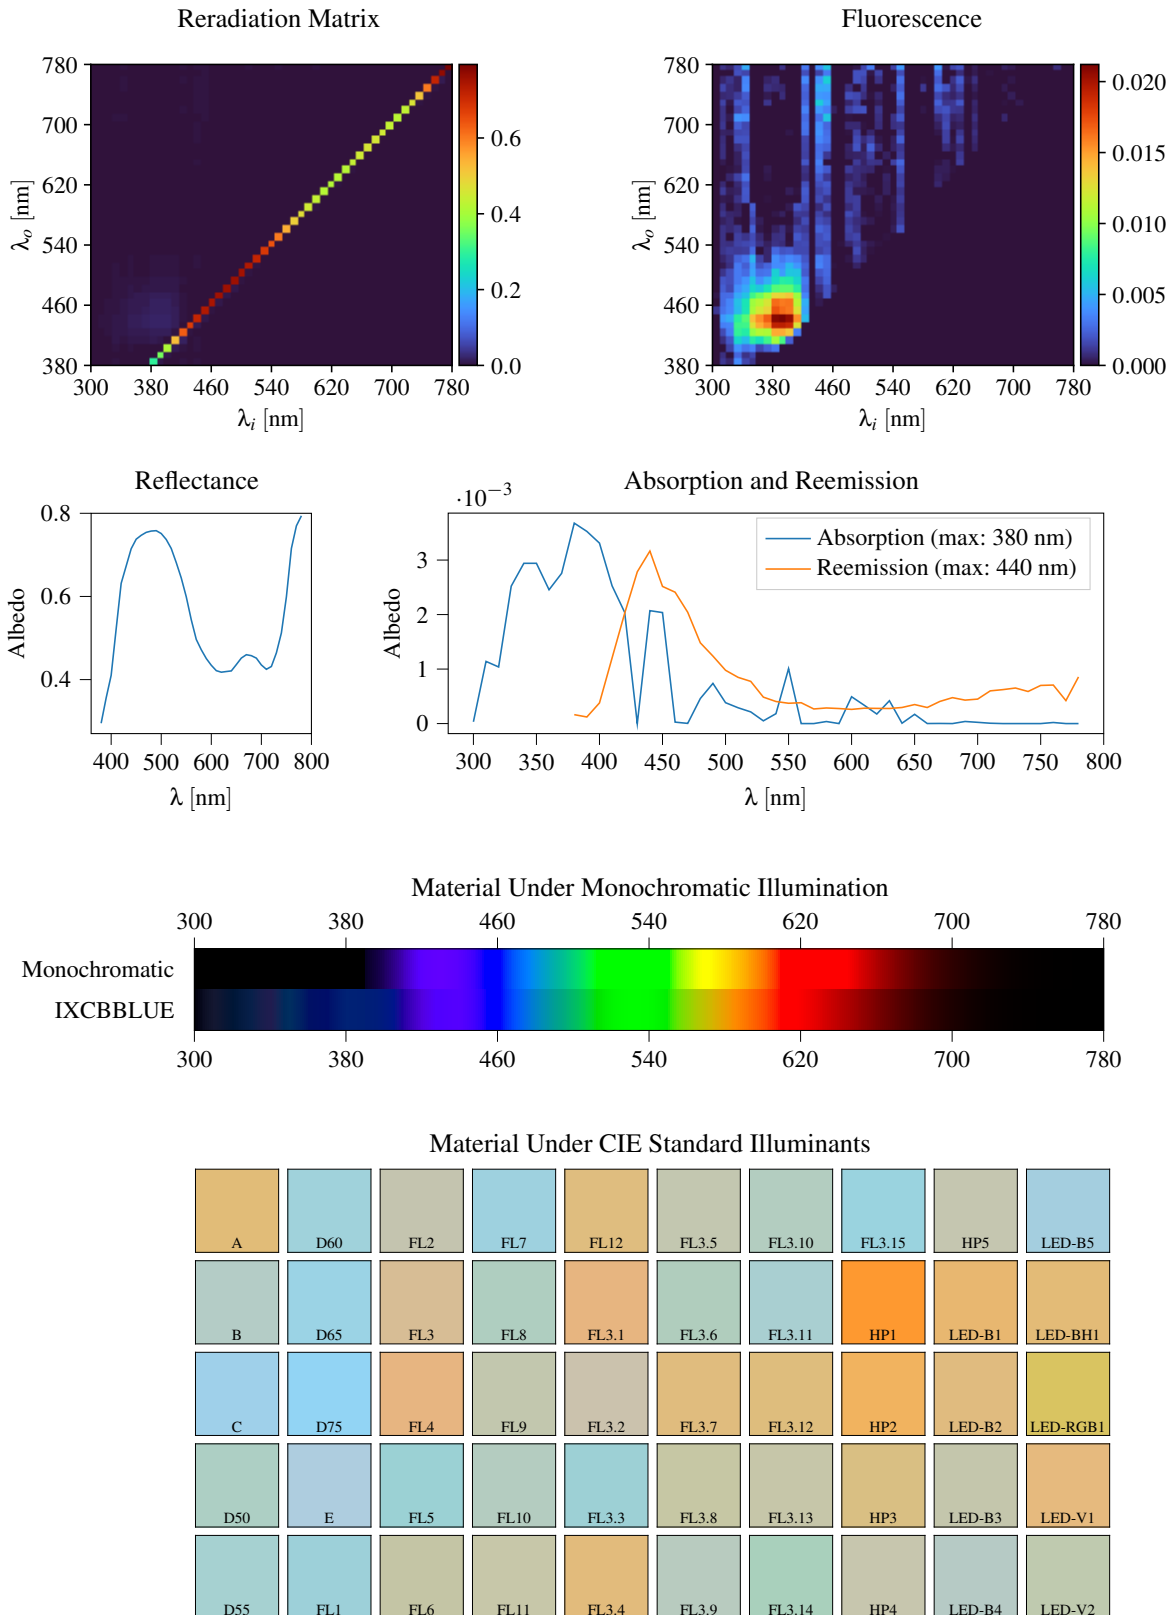 Reradiation Matrix
Fluorescence
780
700
620
540
460
380
λo [nm]
300 380 460 540 620 700 780
λi [nm]
0.6
0.4
0.2
0.0
780
700
620
540
460
380
λo [nm]
300 380 460 540 620 700 780
λi [nm]
0.020
0.015
0.010
0.005
0.000
Reflectance
0.8
0.6
0.4
Albedo
400 500 600 700 800
λ [nm]
Absorption and Reemission
·10−3
3
2
1
0
Albedo
Absorption (max: 380 nm)
Reemission (max: 440 nm)
300 350 400 450 500 550 600 650 700 750 800
λ [nm]
Material Under Monochromatic Illumination
300 380 460 540 620 700 780
Monochromatic
IXCBBLUE
300 380 460 540 620 700 780
Material Under CIE Standard Illuminants
A D60 FL2 FL7 FL12 FL3.5 FL3.10 FL3.15 HP5 LED-B5
B D65 FL3 FL8 FL3.1 FL3.6 FL3.11 HP1 LED-B1 LED-BH1
C D75 FL4 FL9 FL3.2 FL3.7 FL3.12 HP2 LED-B2 LED-RGB1
D50 E FL5 FL10 FL3.3 FL3.8 FL3.13 HP3 LED-B3 LED-V1
D55 FL1 FL6 FL11 FL3.4 FL3.9 FL3.14 HP4 LED-B4 LED-V2